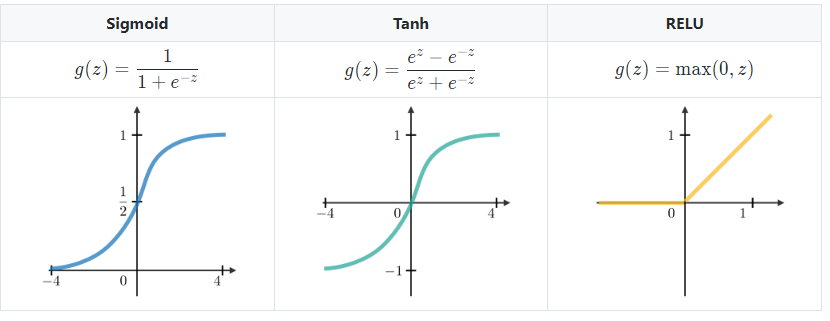 Sigmoid Tanh RELU
g(z) = 1 / (1 + e^{-z}) g(z) = (e^z − e^{-z}) / (e^z + e^{-z}) g(z) = max(0, z)
1 1 1
1/2
−4 0 4
−4 0 4
−1
0 1